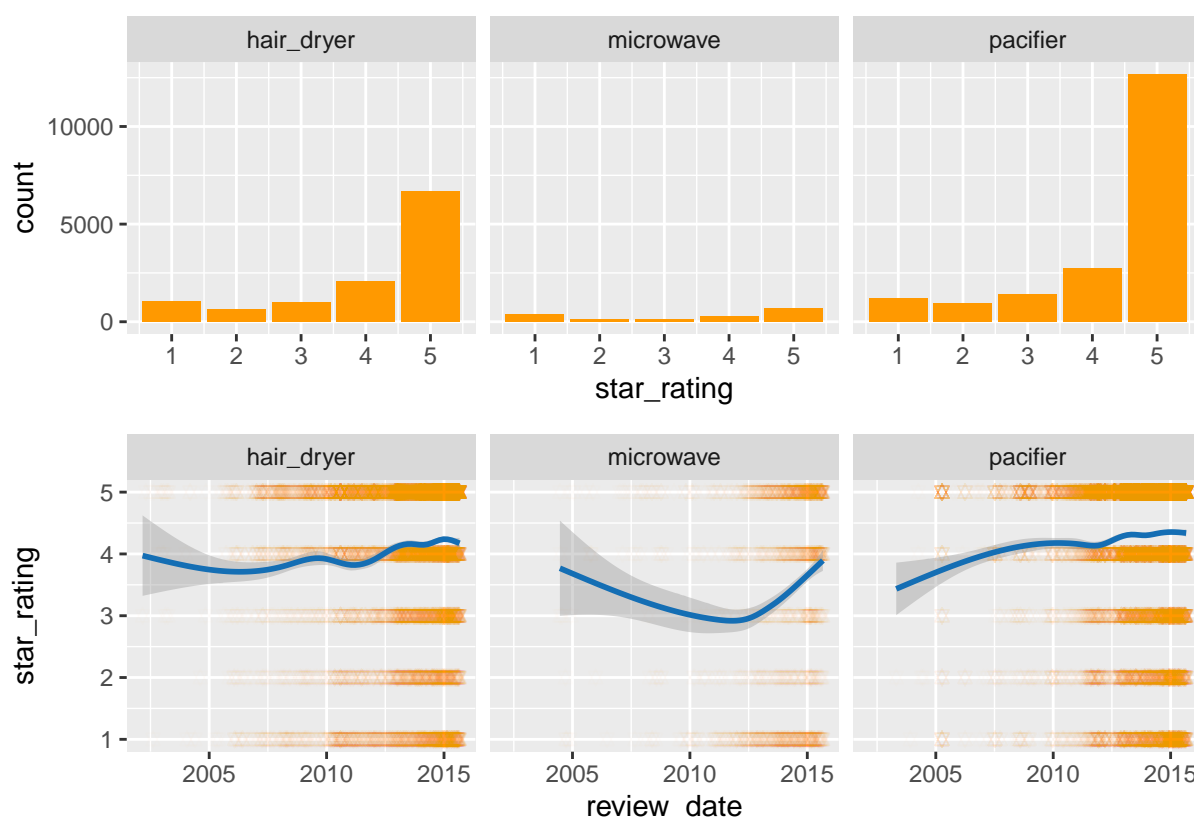 hair_dryer microwave pacifier
10000
5000
0
count
1 2 3 4 5 1 2 3 4 5 1 2 3 4 5
star_rating
hair_dryer microwave pacifier
5
4
3
2
1
star_rating
2005 2010 2015 2005 2010 2015 2005 2010 2015
review_date